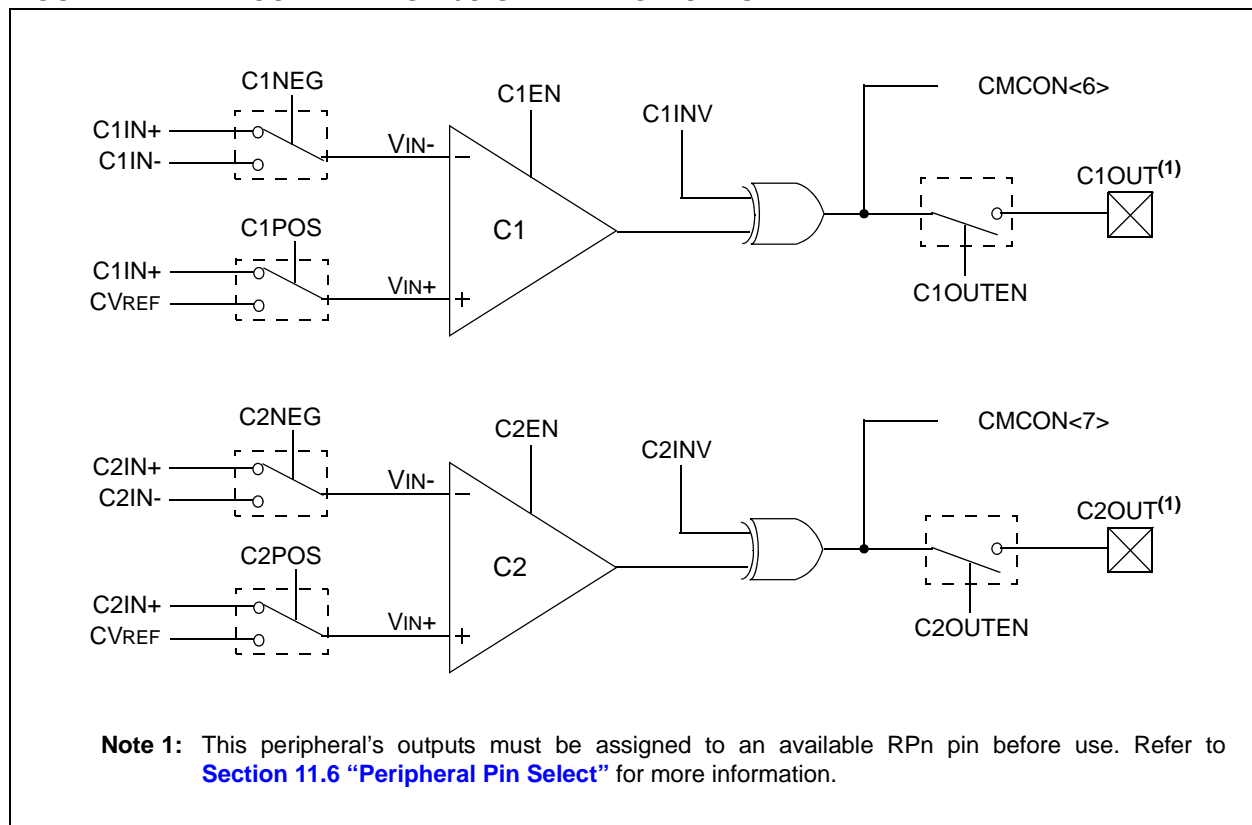 C1NEG
C1EN
C1INV
CMCON<6>
C1IN+
C1IN-
VIN-
–
C1OUT(1)
C1POS
C1
C1IN+
CVREF
VIN+
+
C1OUTEN
C2NEG
C2EN
C2INV
CMCON<7>
C2IN+
C2IN-
VIN-
–
C2OUT(1)
C2POS
C2
C2IN+
CVREF
VIN+
+
C2OUTEN
Note 1: This peripheral's outputs must be assigned to an available RPn pin before use. Refer to
Section 11.6 “Peripheral Pin Select” for more information.